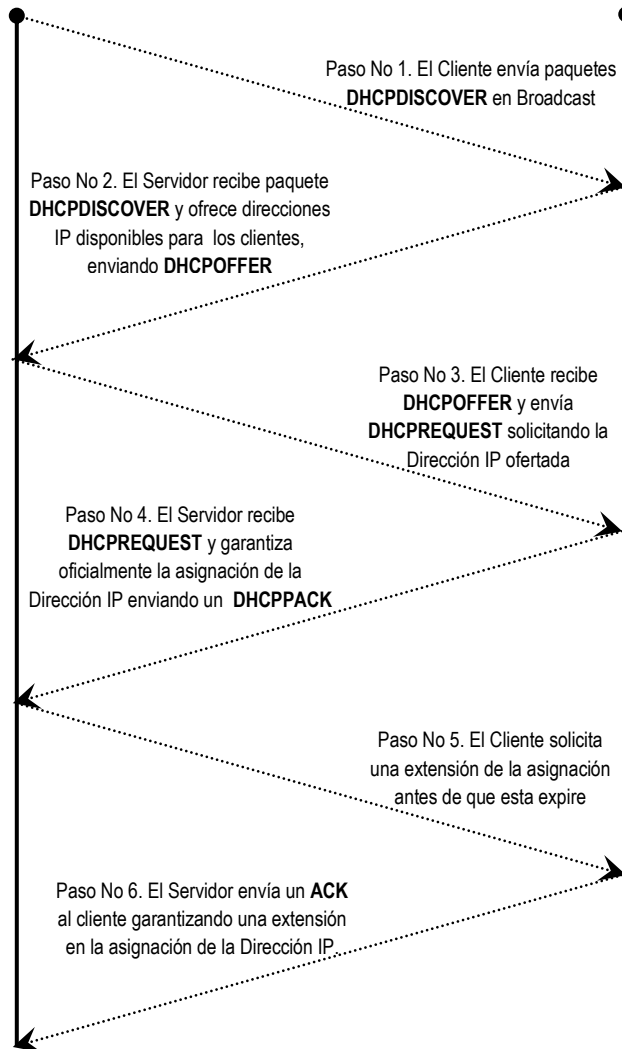 Paso No 1. El Cliente envía paquetes
DHCPDISCOVER en Broadcast
Paso No 2. El Servidor recibe paquete
DHCPDISCOVER y ofrece direcciones
IP disponibles para los clientes,
enviando DHCPOFFER
Paso No 3. El Cliente recibe
DHCPOFFER y envía
DHCPREQUEST solicitando la
Dirección IP ofertada
Paso No 4. El Servidor recibe
DHCPREQUEST y garantiza
oficialmente la asignación de la
Dirección IP enviando un DHCPPACK
Paso No 5. El Cliente solicita
una extensión de la asignación
antes de que esta expire
Paso No 6. El Servidor envía un ACK
al cliente garantizando una extensión
en la asignación de la Dirección IP.